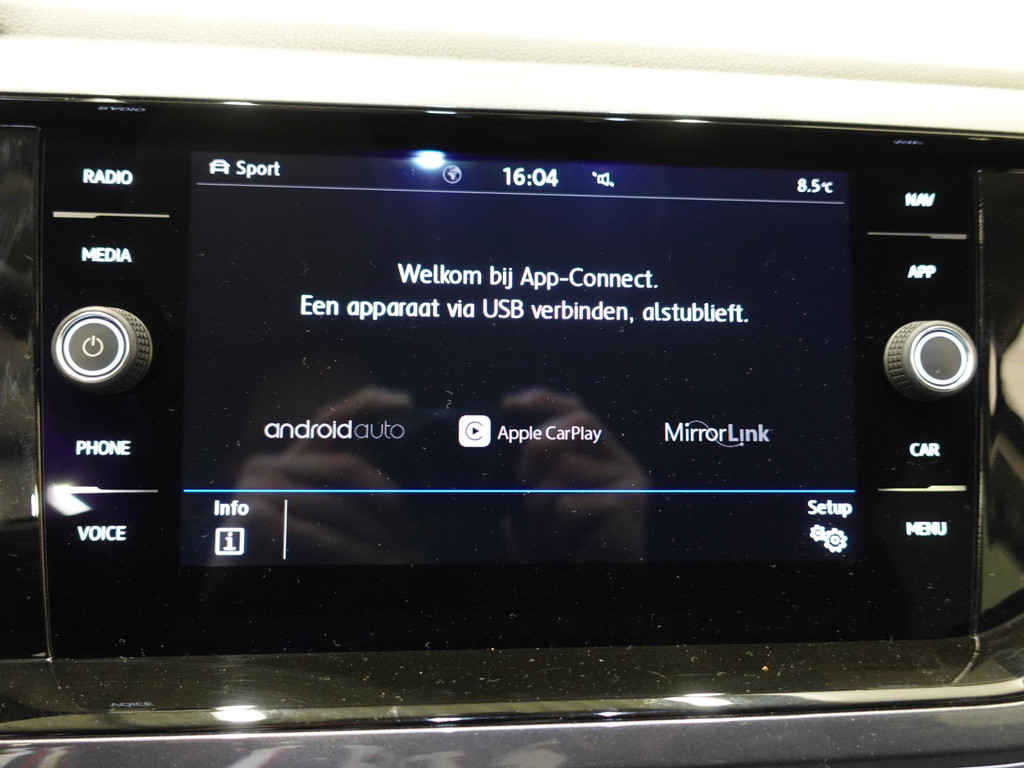 RADIO
MEDIA
PHONE
VOICE
Sport 16:04 8.5°C
Welkom bij App-Connect.
Een apparaat via USB verbinden, alstublieft.
androidauto Apple CarPlay MirrorLink
Info Setup
NAV
APP
CAR
MENU